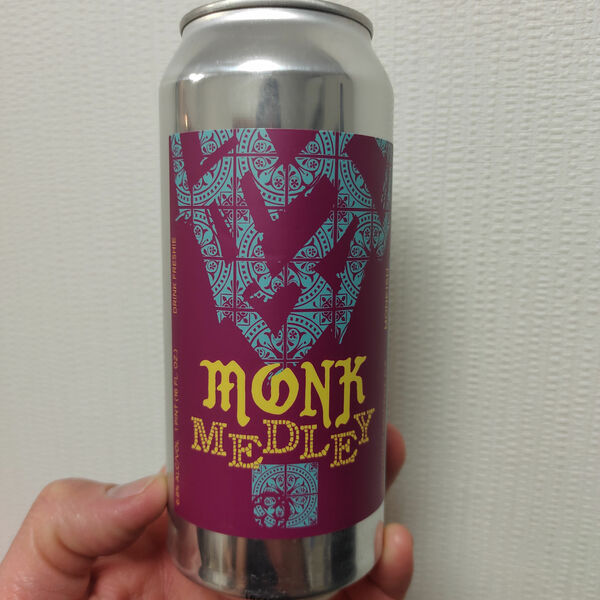 MONK
MEDLEY
DRINK FRESHIE
1 PINT (16 FL. OZ.)